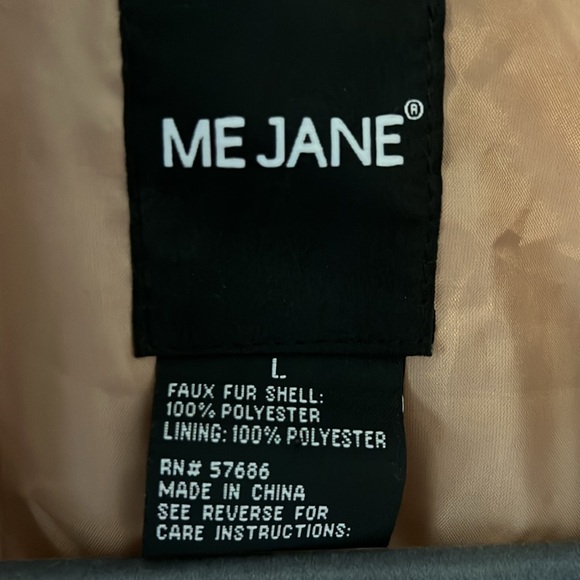 ME JANE®
L
FAUX FUR SHELL:
100% POLYESTER
LINING: 100% POLYESTER
RN# 57686
MADE IN CHINA
SEE REVERSE FOR
CARE INSTRUCTIONS: